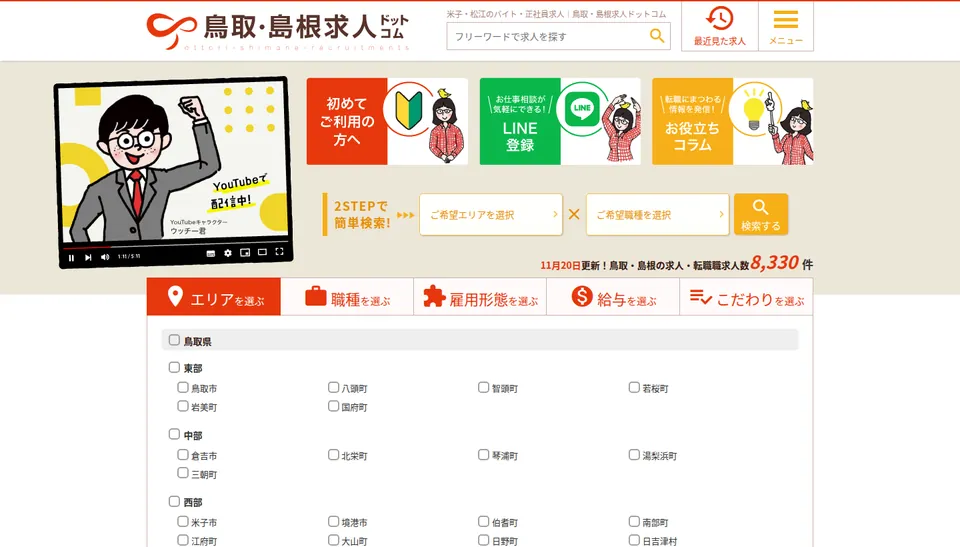 鳥取・島根求人ドットコム
米子・松江のバイト・正社員求人｜鳥取・島根求人ドットコム
フリーワードで求人を探す
最近見た求人
メニュー
YouTubeで
配信中!
YouTubeキャラクター
ウッチー君
1:11 / 5:11
初めて
ご利用の
方へ
お仕事相談が
気軽にできる!
LINE
登録
LINE
転職にまつわる
情報を発信!
お役立ち
コラム
2STEPで
簡単検索!
ご希望エリアを選択
×
ご希望職種を選択
検索する
11月20日更新！鳥取・島根の求人・転職求人数8,330 件
エリアを選ぶ
職種を選ぶ
雇用形態を選ぶ
給与を選ぶ
こだわりを選ぶ
鳥取県
東部
鳥取市 八頭町 智頭町 若桜町
岩美町 国府町
中部
倉吉市 北栄町 琴浦町 湯梨浜町
三朝町
西部
米子市 境港市 伯耆町 南部町
江府町 大山町 日野町 日吉津村